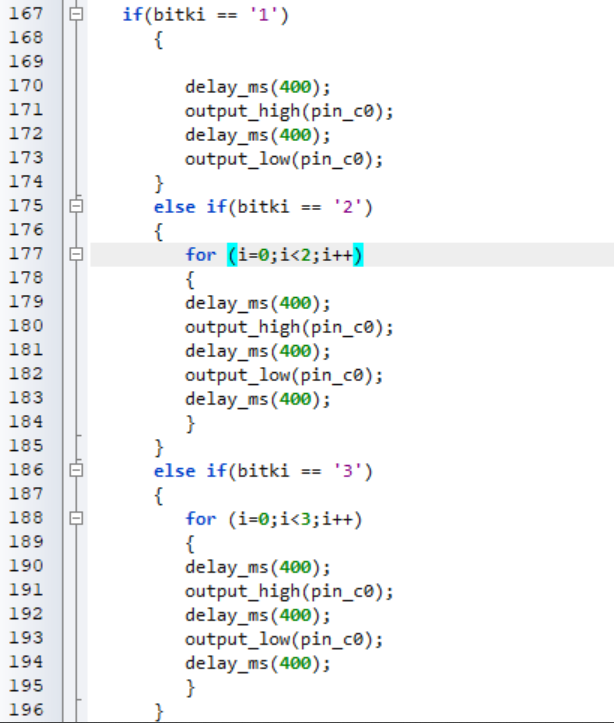 167 if(bitki == '1')
168 {
169
170 delay_ms(400);
171 output_high(pin_c0);
172 delay_ms(400);
173 output_low(pin_c0);
174 }
175 else if(bitki == '2')
176 {
177 for (i=0;i<2;i++)
178 {
179 delay_ms(400);
180 output_high(pin_c0);
181 delay_ms(400);
182 output_low(pin_c0);
183 delay_ms(400);
184 }
185 }
186 else if(bitki == '3')
187 {
188 for (i=0;i<3;i++)
189 {
190 delay_ms(400);
191 output_high(pin_c0);
192 delay_ms(400);
193 output_low(pin_c0);
194 delay_ms(400);
195 }
196 }